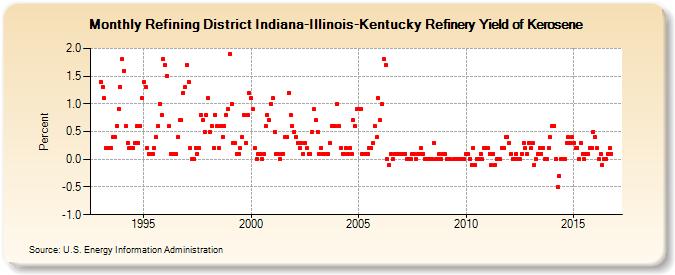 Monthly Refining District Indiana-Illinois-Kentucky Refinery Yield of Kerosene
Percent
2.0
1.5
1.0
0.5
0.0
-0.5
-1.0
1995 2000 2005 2010 2015
Source: U.S. Energy Information Administration